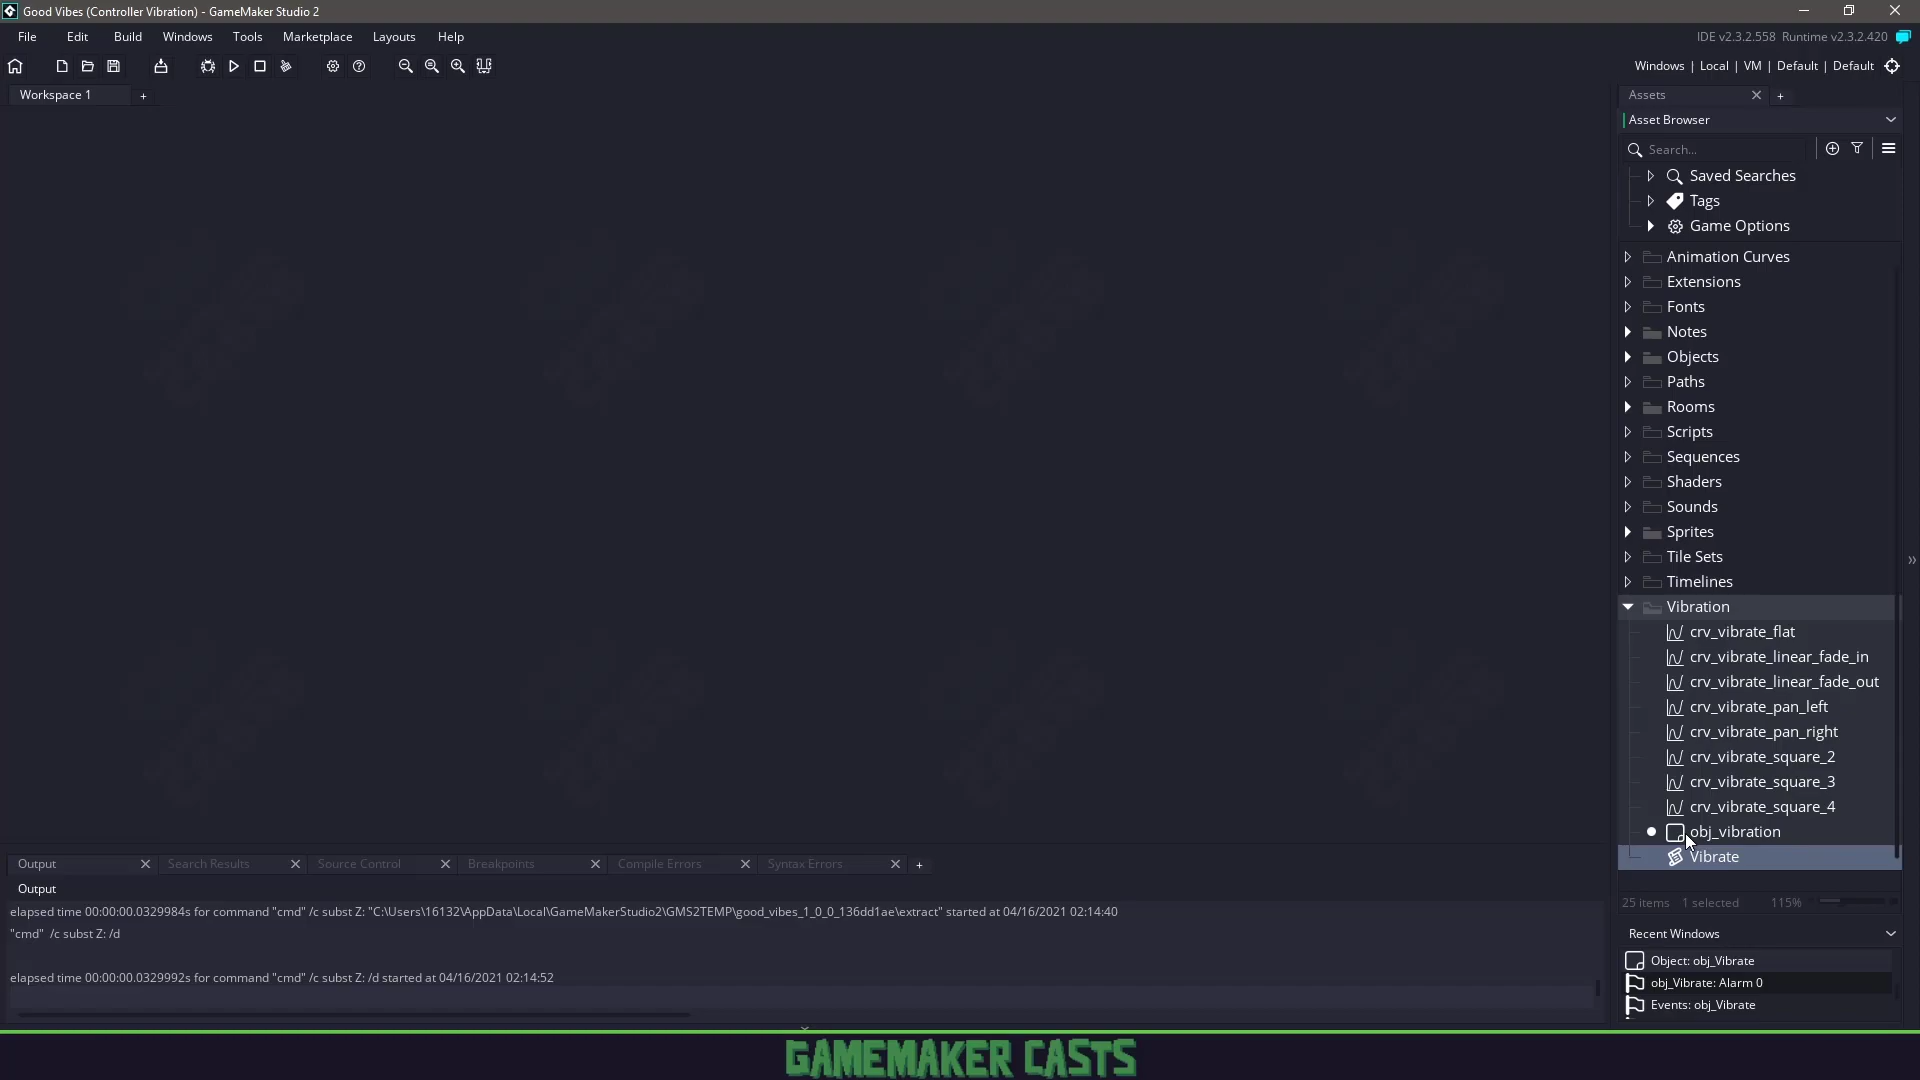 Good Vibes (Controller Vibration) - GameMaker Studio 2
File Edit Build Windows Tools Marketplace Layouts Help
IDE v2.3.2.558 Runtime v2.3.2.420
Windows | Local | VM | Default | Default
Workspace 1 +
Assets
Asset Browser
Search...
Saved Searches
Tags
Game Options
Animation Curves
Extensions
Fonts
Notes
Objects
Paths
Rooms
Scripts
Sequences
Shaders
Sounds
Sprites
Tile Sets
Timelines
Vibration
crv_vibrate_flat
crv_vibrate_linear_fade_in
crv_vibrate_linear_fade_out
crv_vibrate_pan_left
crv_vibrate_pan_right
crv_vibrate_square_2
crv_vibrate_square_3
crv_vibrate_square_4
obj_vibration
Vibrate
25 items 1 selected 115%
Recent Windows
Object: obj_Vibrate
obj_Vibrate: Alarm 0
Events: obj_Vibrate
Output Search Results Source Control Breakpoints Compile Errors Syntax Errors +
Output
elapsed time 00:00:00.0329984s for command "cmd" /c subst Z: "C:\Users\16132\AppData\Local\GameMakerStudio2\GMS2TEMP\good_vibes_1_0_0_136dd1ae\extract" started at 04/16/2021 02:14:40
"cmd" /c subst Z: /d
elapsed time 00:00:00.0329992s for command "cmd" /c subst Z: /d started at 04/16/2021 02:14:52
GAMEMAKER CASTS